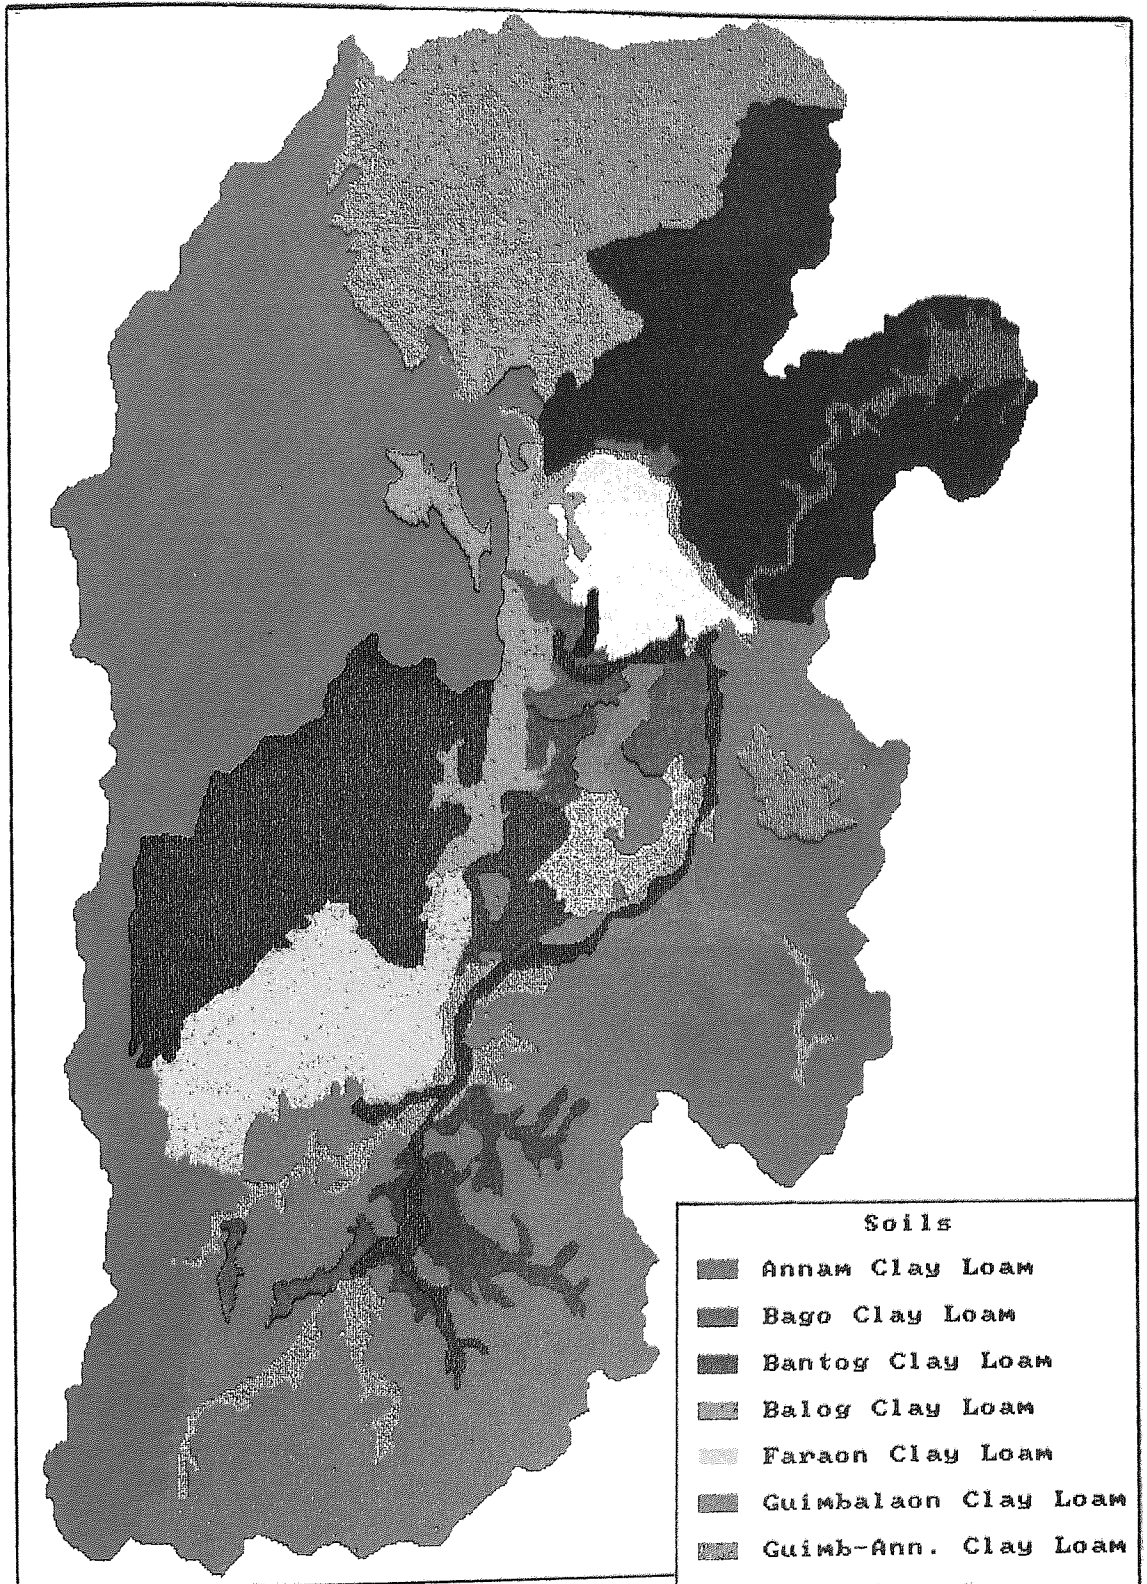 Soils
Annam Clay Loam
Bago Clay Loam
Bantog Clay Loam
Balog Clay Loam
Faraon Clay Loam
Guimbalaon Clay Loam
Guimb-Ann. Clay Loam